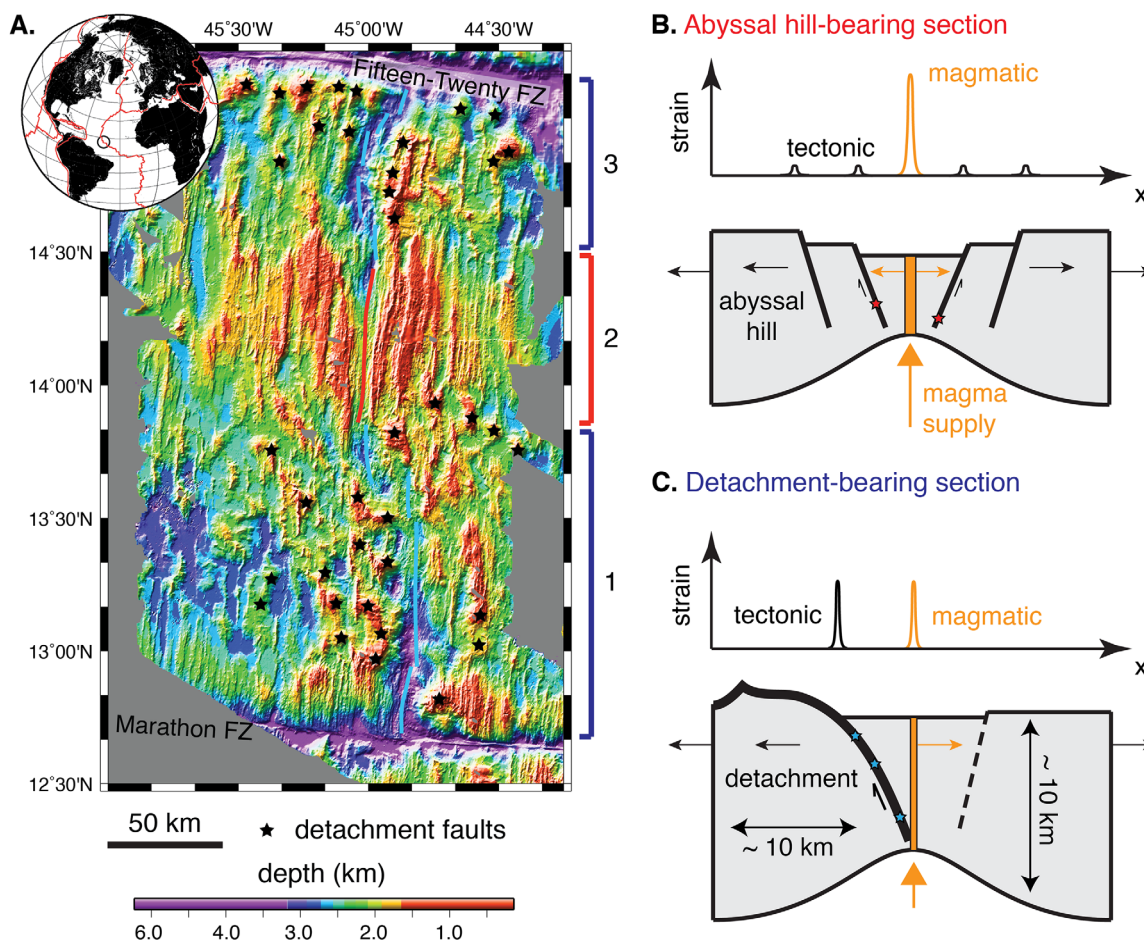 A.
45˚30'W 45˚00'W 44˚30'W
Fifteen-Twenty FZ
3
14˚30'N
2
14˚00'N
13˚30'N
1
13˚00'N
Marathon FZ
12˚30'N
50 km
detachment faults
depth (km)
6.0 5.0 4.0 3.0 2.0 1.0
B. Abyssal hill-bearing section
strain
magmatic
tectonic
x
abyssal
hill
magma
supply
C. Detachment-bearing section
strain
tectonic
magmatic
x
detachment
~ 10 km
~ 10 km